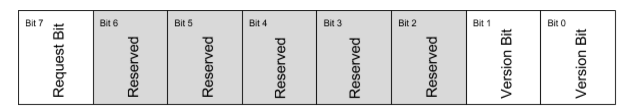 Bit 7
Request Bit
Bit 6
Reserved
Bit 5
Reserved
Bit 4
Reserved
Bit 3
Reserved
Bit 2
Reserved
Bit 1
Version Bit
Bit 0
Version Bit